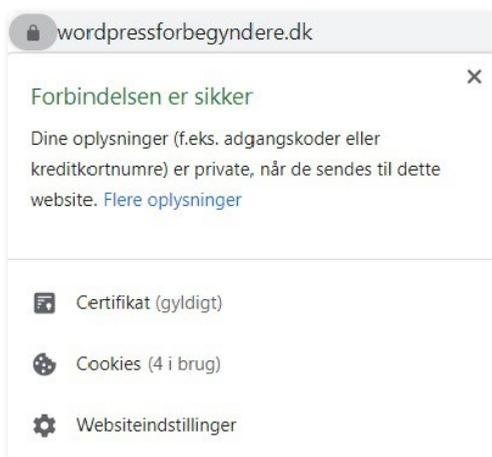 wordpressforbegyndere.dk
Forbindelsen er sikker
Dine oplysninger (f.eks. adgangskoder eller
kreditkortnumre) er private, når de sendes til dette
website. Flere oplysninger
Certifikat (gyldigt)
Cookies (4 i brug)
Websiteindstillinger